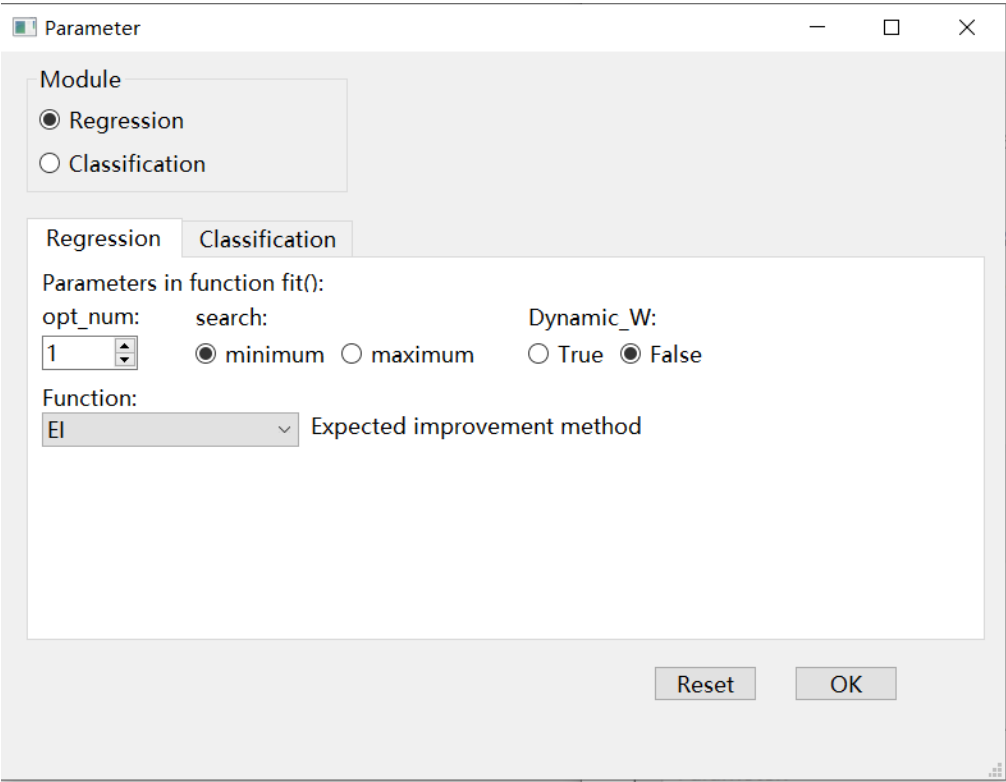 Parameter
Module
Regression
Classification
Regression Classification
Parameters in function fit():
opt_num: search: Dynamic_W:
1 minimum maximum True False
Function:
EI Expected improvement method
Reset OK